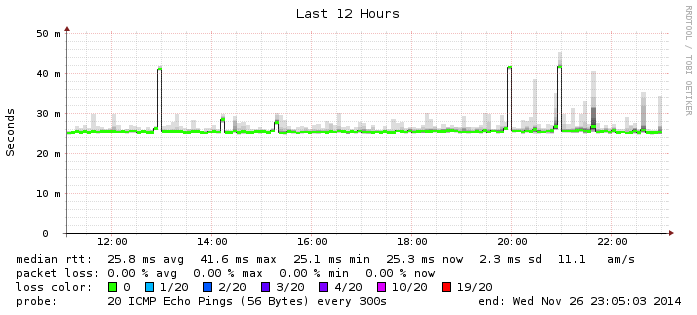 Last 12 Hours
RRDTOOL / TOBI OETIKER
Seconds
50 m
40 m
30 m
20 m
10 m
0
12:00 14:00 16:00 18:00 20:00 22:00
median rtt: 25.8 ms avg 41.6 ms max 25.1 ms min 25.3 ms now 2.3 ms sd 11.1 am/s
packet loss: 0.00 % avg 0.00 % max 0.00 % min 0.00 % now
loss color: 0 1/20 2/20 3/20 4/20 10/20 19/20
probe: 20 ICMP Echo Pings (56 Bytes) every 300s end: Wed Nov 26 23:05:03 2014